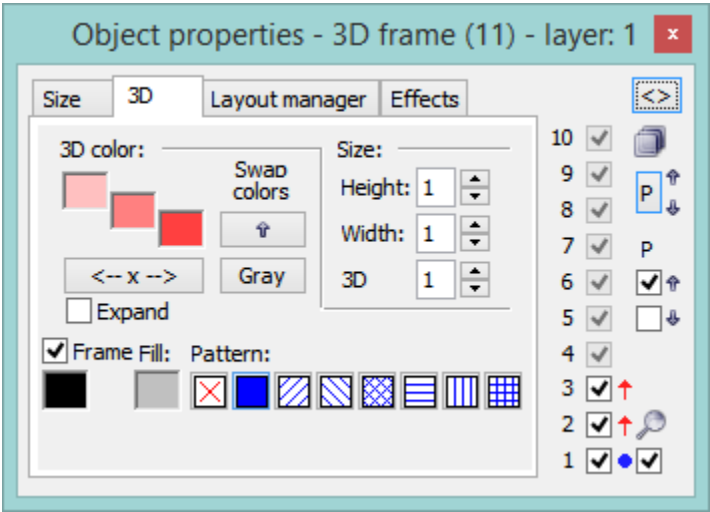 Object properties - 3D frame (11) - layer: 1 x
Size 3D Layout manager Effects <>
3D color: Size:
Swap
colors
Height: 1
Width: 1
3D 1
<-- x --> Gray
Expand
Frame Fill: Pattern:
10
9 P
8
7 P
6
5
4
3
2
1